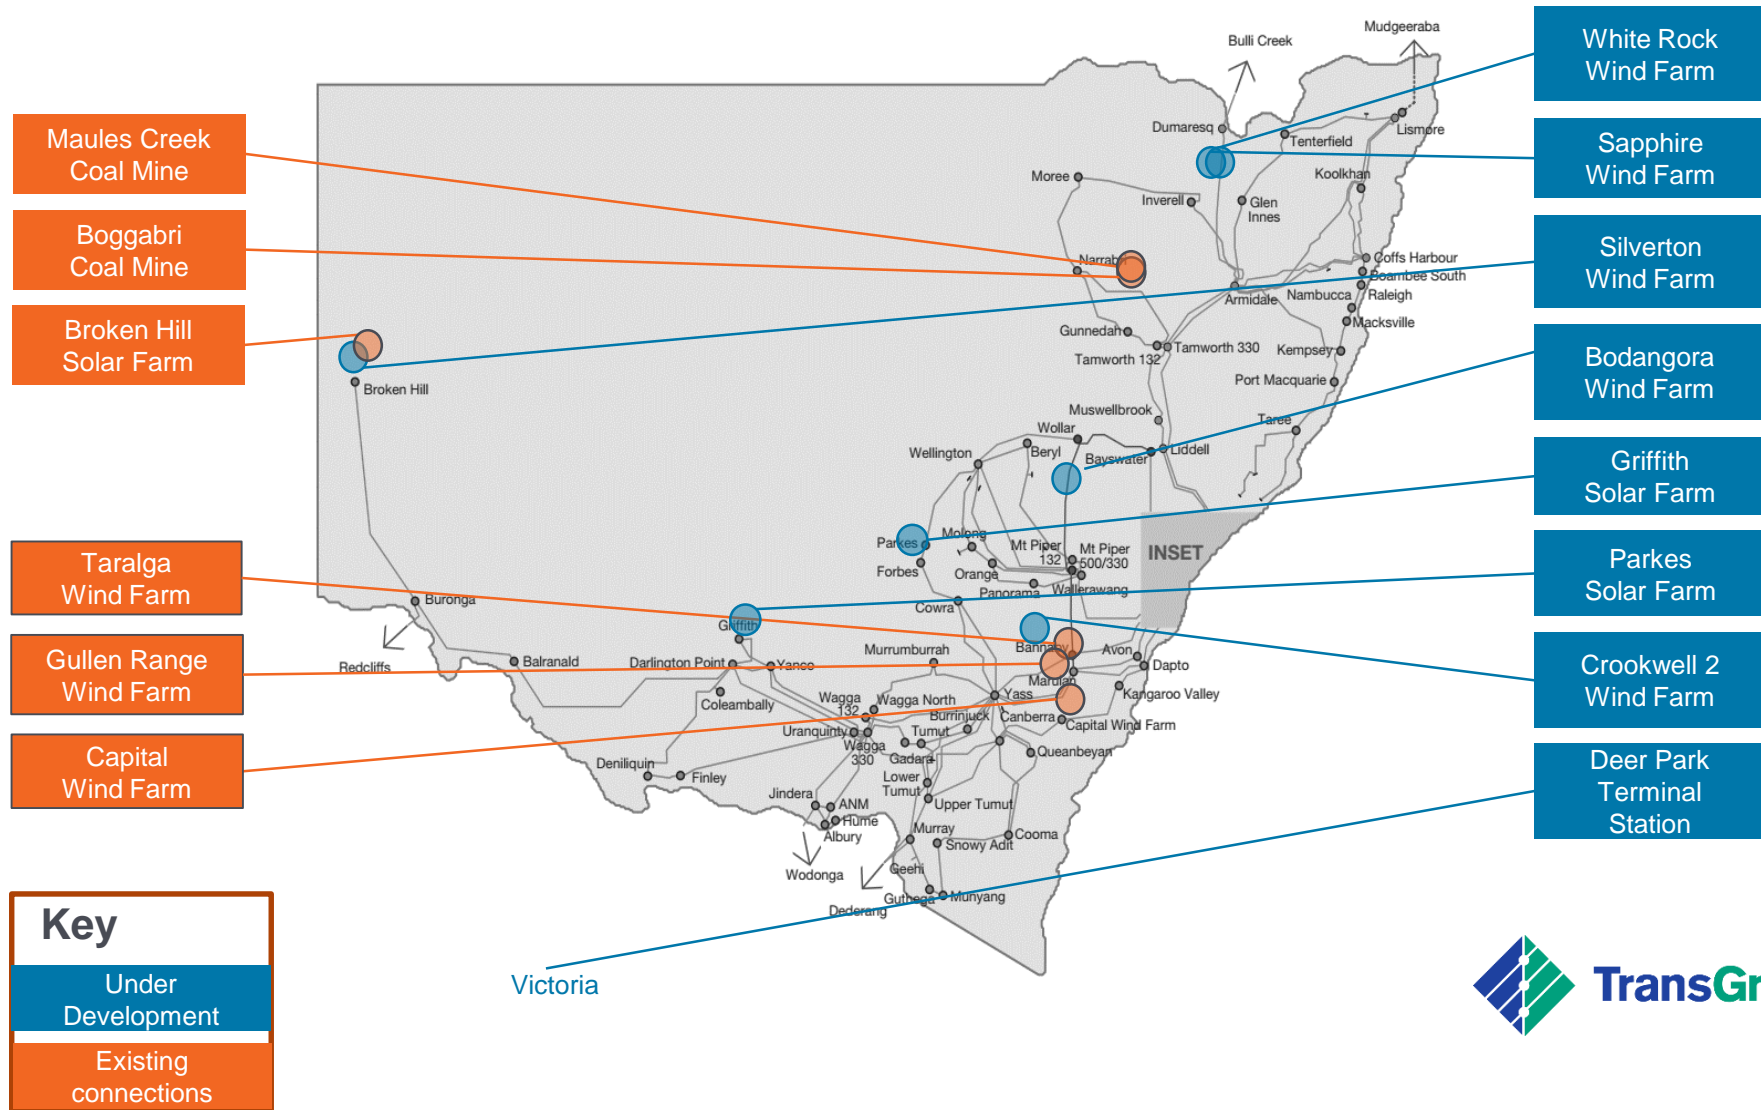 Mudgeeraba
Bulli Creek
White Rock
Wind Farm
Maules Creek
Coal Mine
Dumaresq
Tenterfield
Lismore
Sapphire
Wind Farm
Moree
Koolkhan
Inverell
Glen
Innes
Boggabri
Coal Mine
Silverton
Wind Farm
Narrabri
Coffs Harbour
Boambee South
Armidale
Nambucca
Raleigh
Macksville
Broken Hill
Solar Farm
Gunnedah
Tamworth 132
Tamworth 330
Kempsey
Bodangora
Wind Farm
Broken Hill
Port Macquarie
Muswellbrook
Taree
Wollar
Wellington
Beryl
Bayswater
Liddell
Griffith
Solar Farm
Parkes
Molong
Mt Piper
132
Mt Piper
500/330
INSET
Forbes
Orange
Panorama
Wallerawang
Taralga
Wind Farm
Parkes
Solar Farm
Buronga
Cowra
Griffith
Redcliffs
Balranald
Darlington Point
Yanco
Murrumburrah
Bannaby
Avon
Dapto
Gullen Range
Wind Farm
Marulan
Kangaroo Valley
Crookwell 2
Wind Farm
Coleambally
Wagga
132
Wagga North
Yass
Burrinjuck
Canberra
Capital Wind Farm
Uranquinty
Wagga
330
Tumut
Gadara
Queanbeyan
Capital
Wind Farm
Deniliquin
Finley
Lower
Tumut
Upper Tumut
Deer Park
Terminal
Station
Jindera
ANM
Hume
Albury
Murray
Snowy Adit
Cooma
Wodonga
Geehi
Guthega
Munyang
Dederang
Key
Under
Development
Existing
connections
Victoria
TransGr